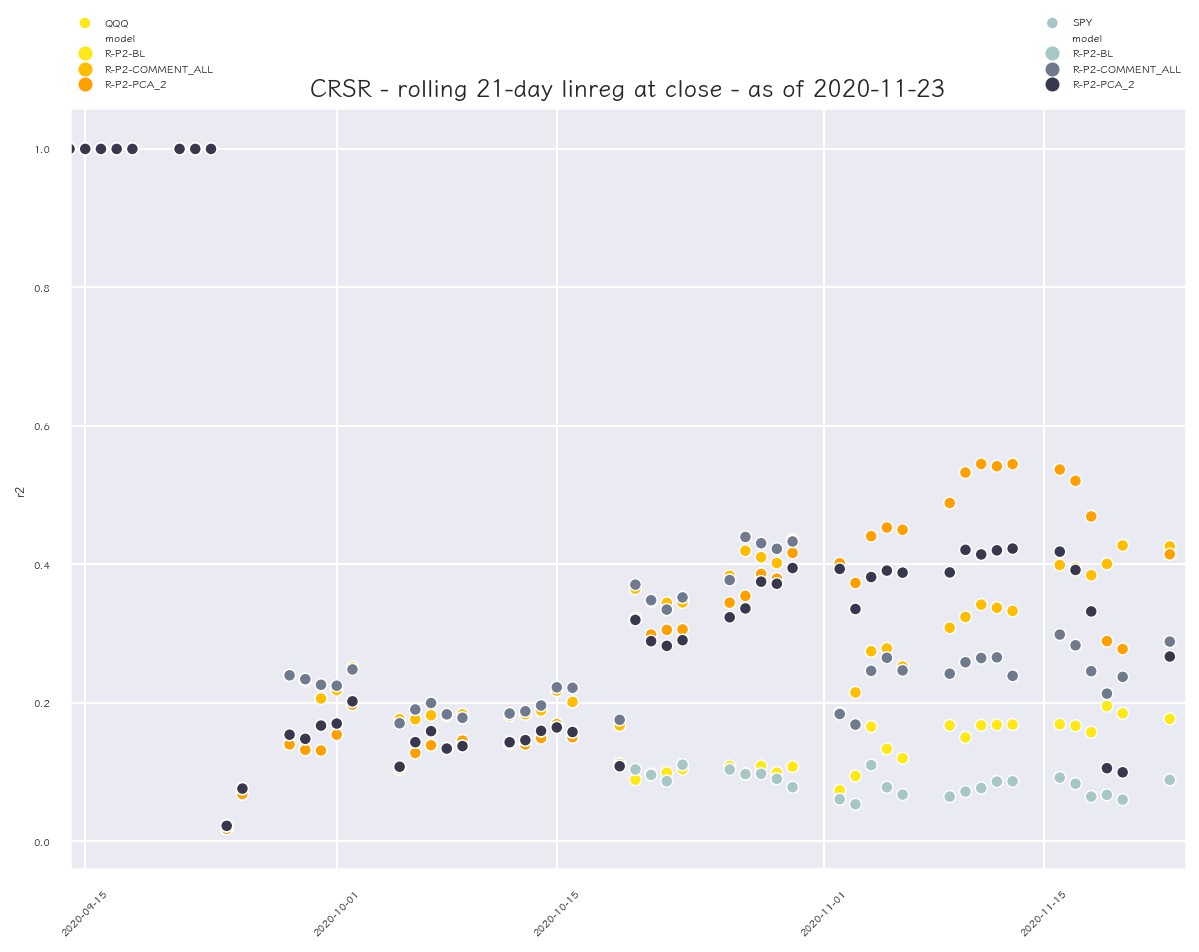 QQQ
model
R-P2-BL
R-P2-COMMENT_ALL
R-P2-PCA_2
SPY
model
R-P2-BL
R-P2-COMMENT_ALL
R-P2-PCA_2
CRSR - rolling 21-day linreg at close - as of 2020-11-23
1.0
0.8
0.6
r2
0.4
0.2
0.0
2020-09-15
2020-10-01
2020-10-15
2020-11-01
2020-11-15